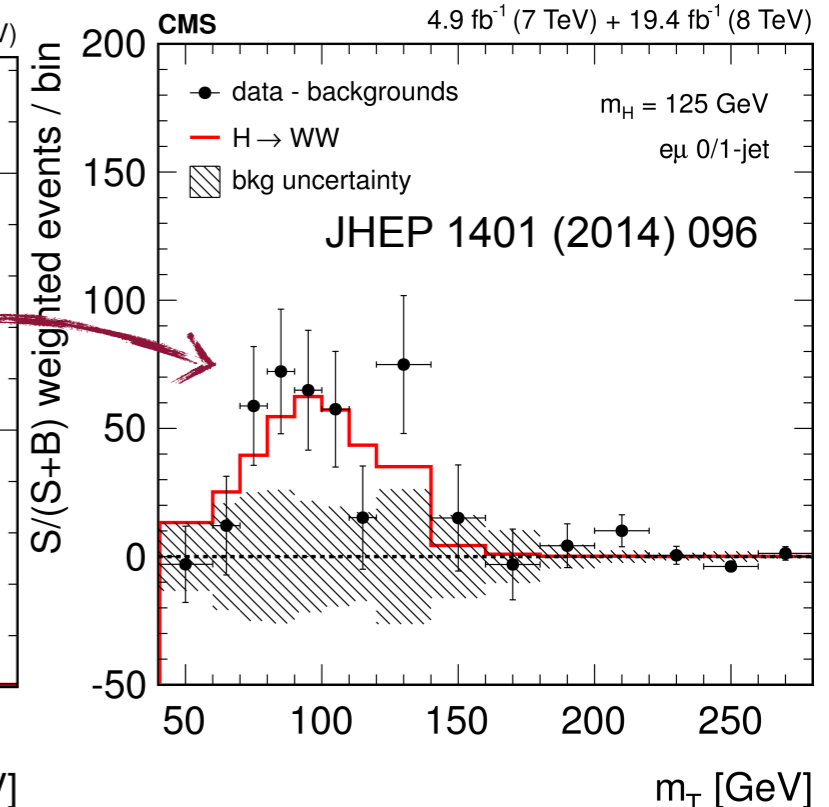 V)
CMS
4.9 fb⁻¹ (7 TeV) + 19.4 fb⁻¹ (8 TeV)
S/(S+B) weighted events / bin
200
150
100
50
0
-50
data - backgrounds
H → WW
bkg uncertainty
m_H = 125 GeV
eμ 0/1-jet
JHEP 1401 (2014) 096
50 100 150 200 250
m_T [GeV]
V]